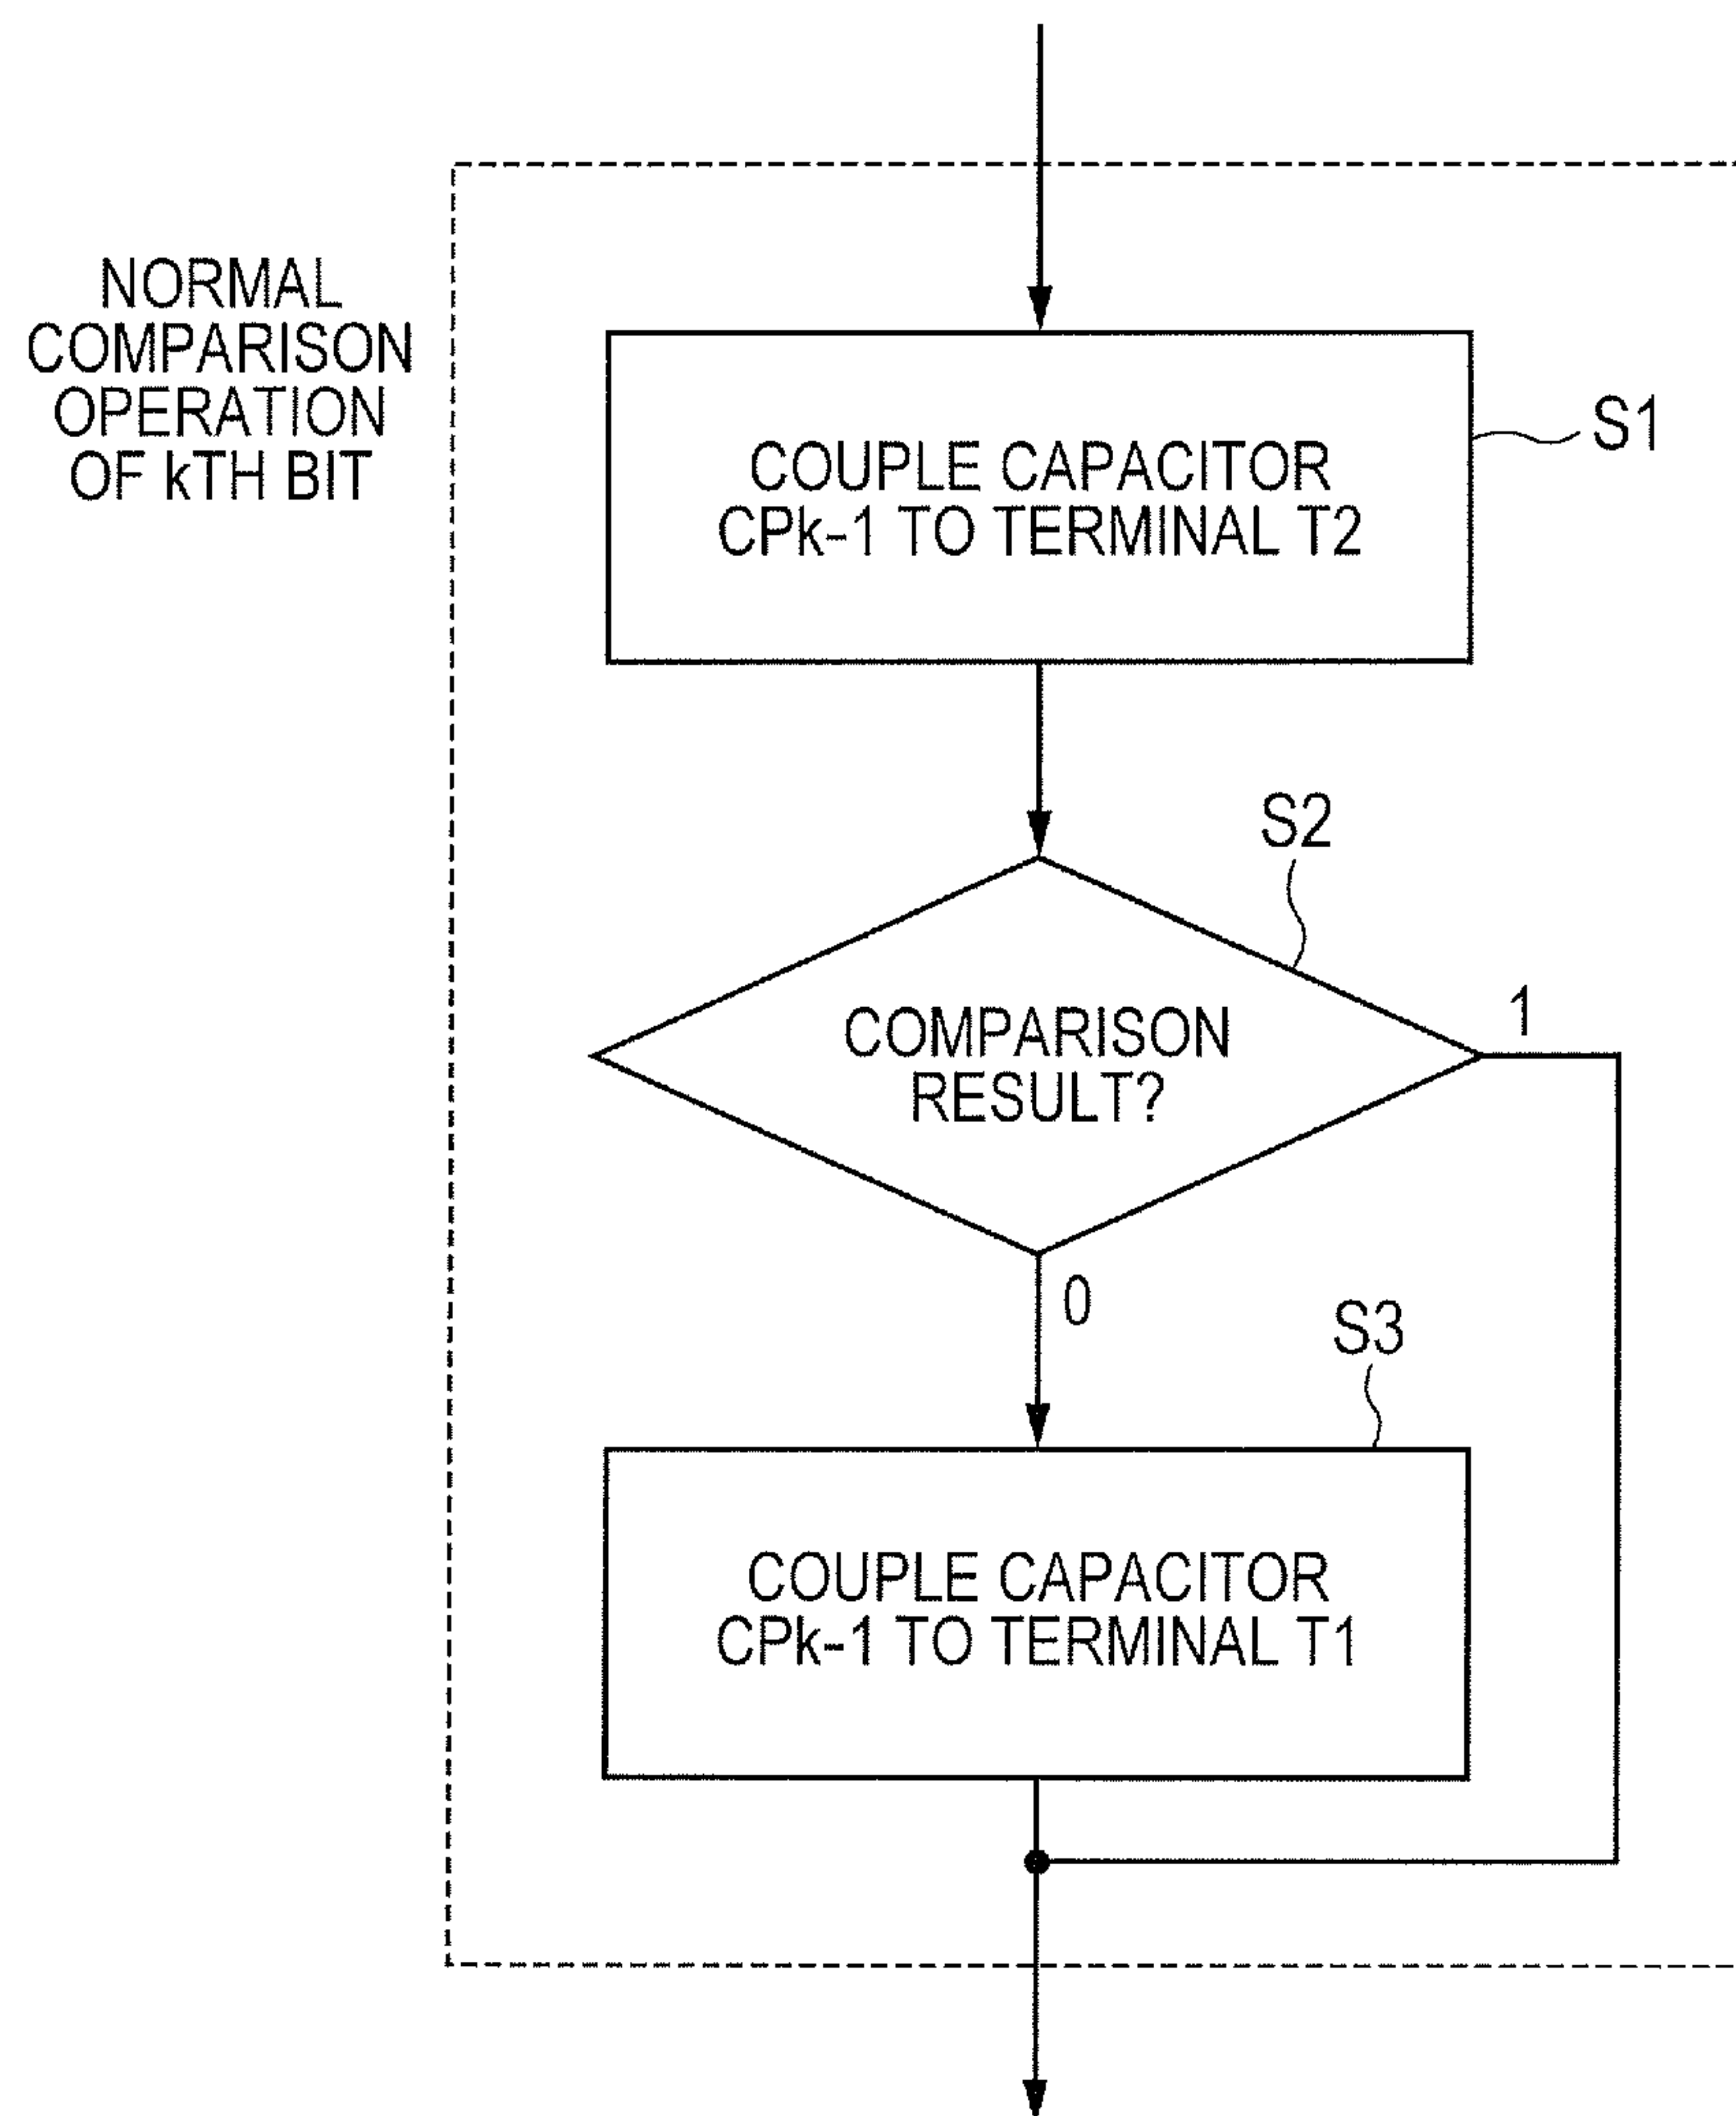 NORMAL
COMPARISON
OPERATION
OF kTH BIT
COUPLE CAPACITOR
CPk-1 TO TERMINAL T2
S1
S2
COMPARISON
RESULT?
1
0
S3
COUPLE CAPACITOR
CPk-1 TO TERMINAL T1